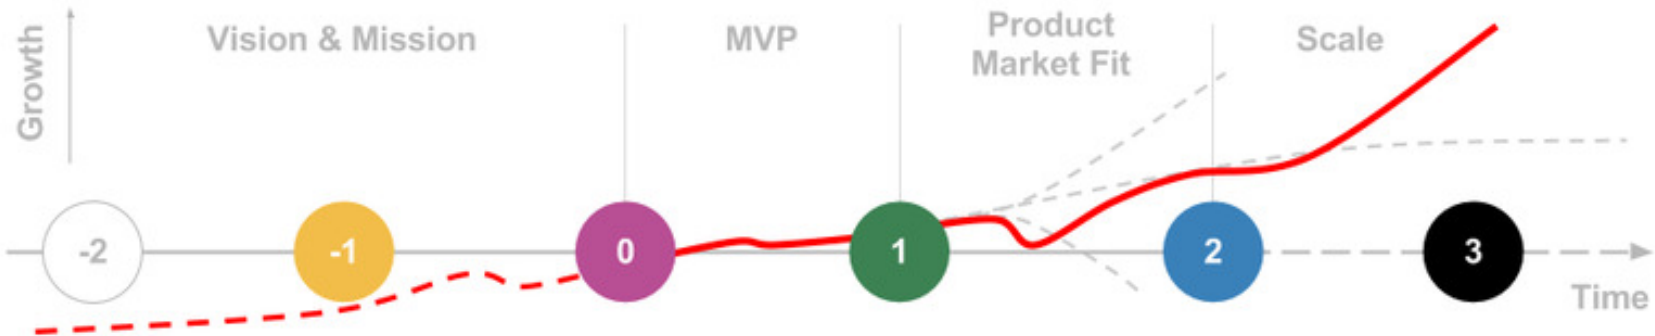 Growth
Vision & Mission
MVP
Product
Market Fit
Scale
-2
-1
0
1
2
3
Time